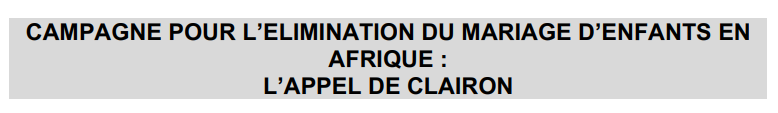 CAMPAGNE POUR L’ELIMINATION DU MARIAGE D’ENFANTS EN
AFRIQUE :
L’APPEL DE CLAIRON